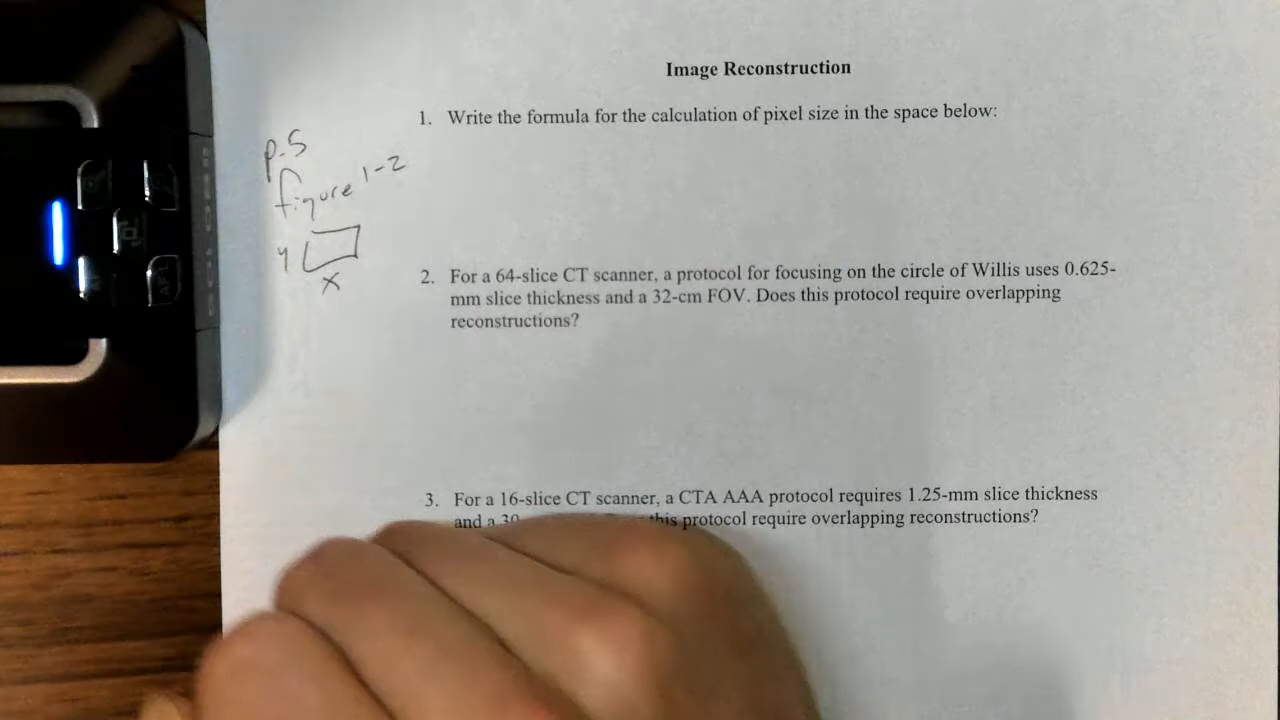 Image Reconstruction
1. Write the formula for the calculation of pixel size in the space below:
p.5
figure 1-2
y
x
2. For a 64-slice CT scanner, a protocol for focusing on the circle of Willis uses 0.625-
mm slice thickness and a 32-cm FOV. Does this protocol require overlapping
reconstructions?
3. For a 16-slice CT scanner, a CTA AAA protocol requires 1.25-mm slice thickness
and a 30 this protocol require overlapping reconstructions?